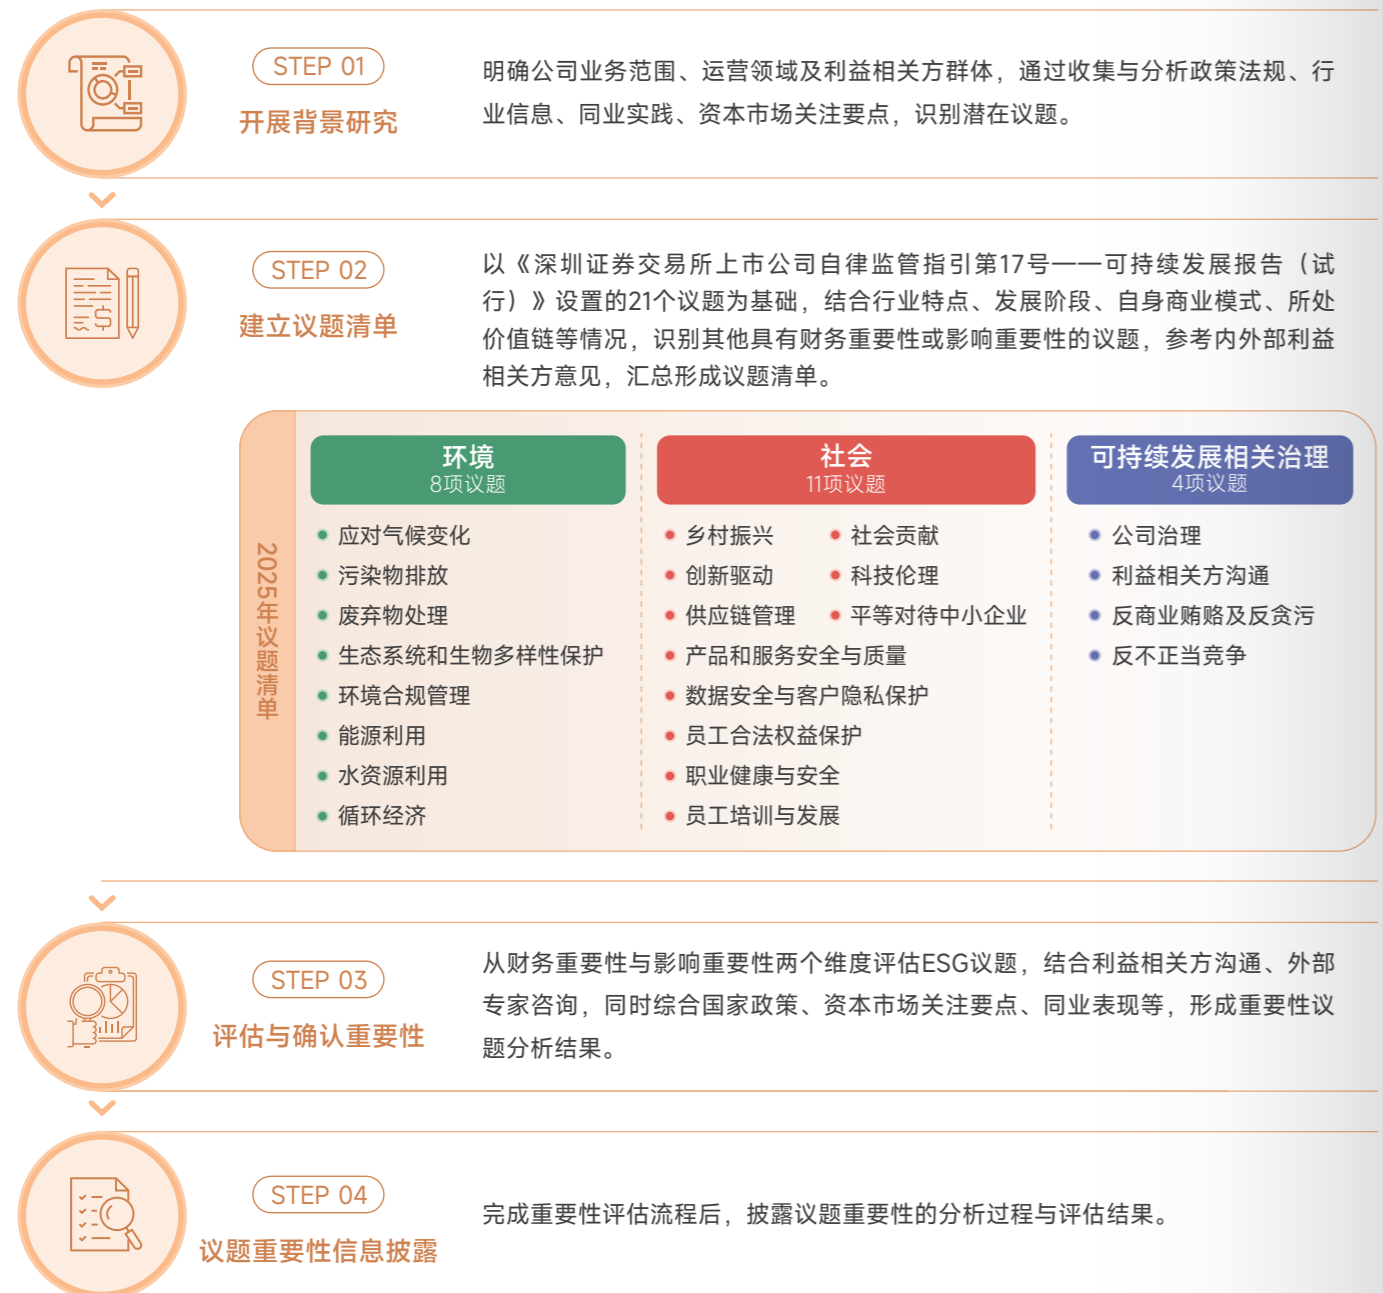 STEP 01
开展背景研究
明确公司业务范围、运营领域及利益相关方群体，通过收集与分析政策法规、行
业信息、同业实践、资本市场关注要点，识别潜在议题。
STEP 02
建立议题清单
以《深圳证券交易所上市公司自律监管指引第17号——可持续发展报告（试
行）》设置的21个议题为基础，结合行业特点、发展阶段、自身商业模式、所处
价值链等情况，识别其他具有财务重要性或影响重要性的议题，参考内外部利益
相关方意见，汇总形成议题清单。
2025年议题清单
环境
8项议题
应对气候变化
污染物排放
废弃物处理
生态系统和生物多样性保护
环境合规管理
能源利用
水资源利用
循环经济
社会
11项议题
乡村振兴
社会贡献
创新驱动
科技伦理
供应链管理
平等对待中小企业
产品和服务安全与质量
数据安全与客户隐私保护
员工合法权益保护
职业健康与安全
员工培训与发展
可持续发展相关治理
4项议题
公司治理
利益相关方沟通
反商业贿赂及反贪污
反不正当竞争
STEP 03
评估与确认重要性
从财务重要性与影响重要性两个维度评估ESG议题，结合利益相关方沟通、外部
专家咨询，同时综合国家政策、资本市场关注要点、同业表现等，形成重要性议
题分析结果。
STEP 04
议题重要性信息披露
完成重要性评估流程后，披露议题重要性的分析过程与评估结果。